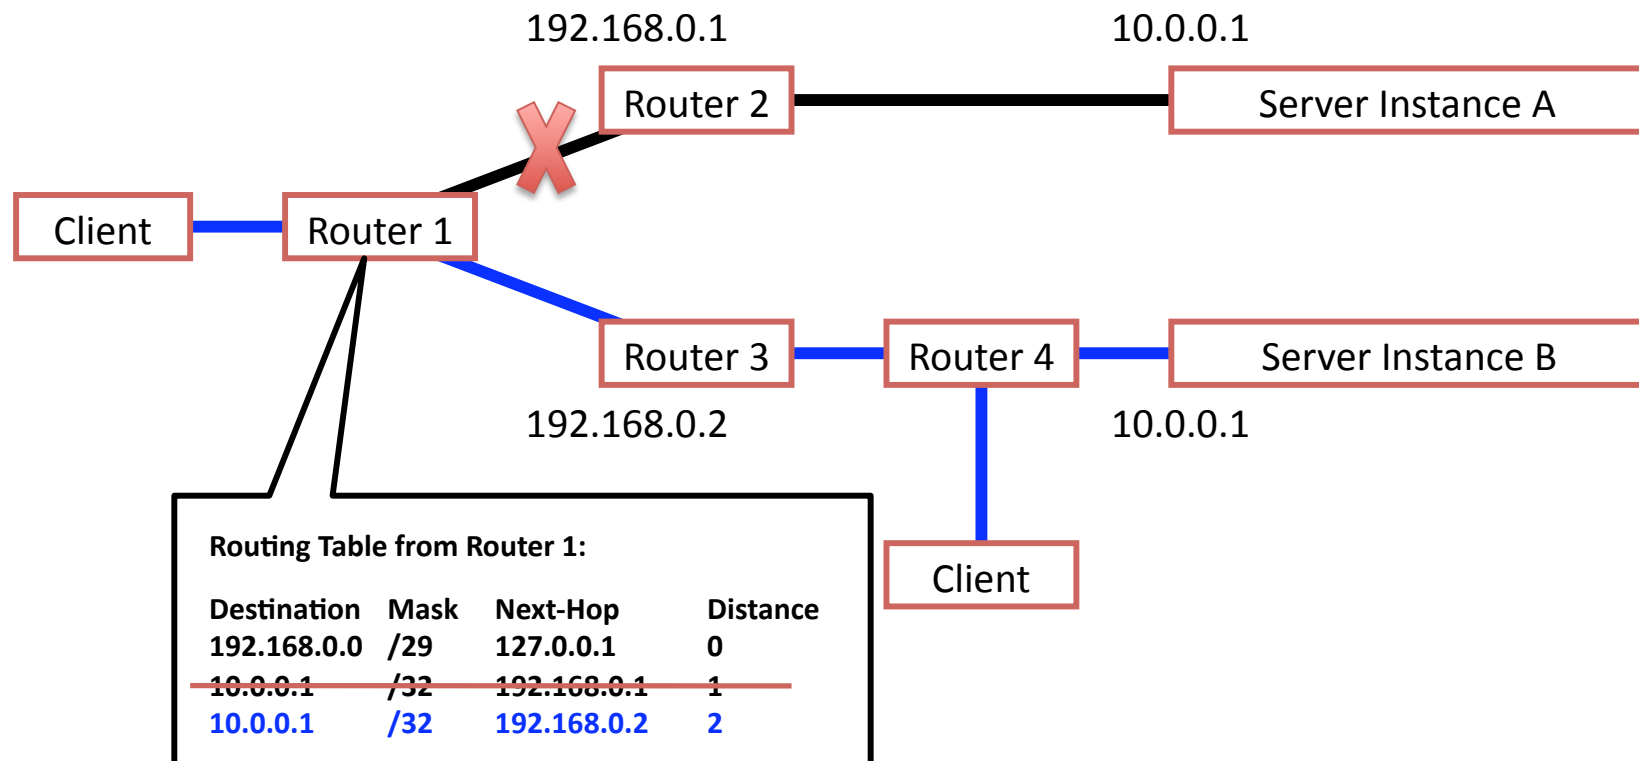 192.168.0.1
10.0.0.1
Router 2
Server Instance A
Client
Router 1
Router 3
Router 4
Server Instance B
192.168.0.2
10.0.0.1
Client
Routing Table from Router 1:
Destination Mask Next-Hop Distance
192.168.0.0 /29 127.0.0.1 0
10.0.0.1 /32 192.168.0.1 1
10.0.0.1 /32 192.168.0.2 2